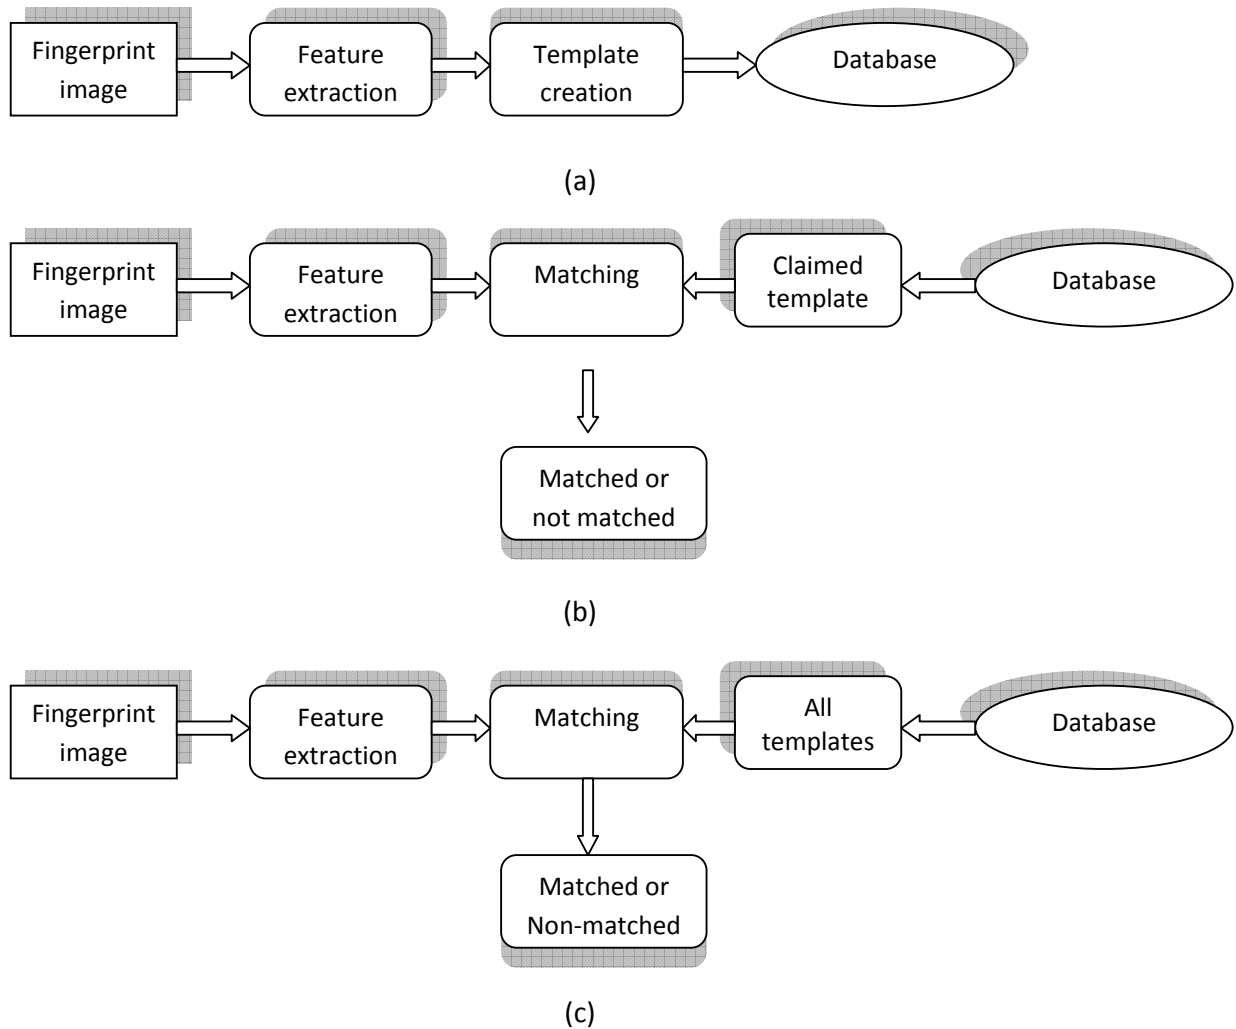 Fingerprint
image
Feature
extraction
Template
creation
Database
(a)
Fingerprint
image
Feature
extraction
Matching
Claimed
template
Database
Matched or
not matched
(b)
Fingerprint
image
Feature
extraction
Matching
All
templates
Database
Matched or
Non-matched
(c)